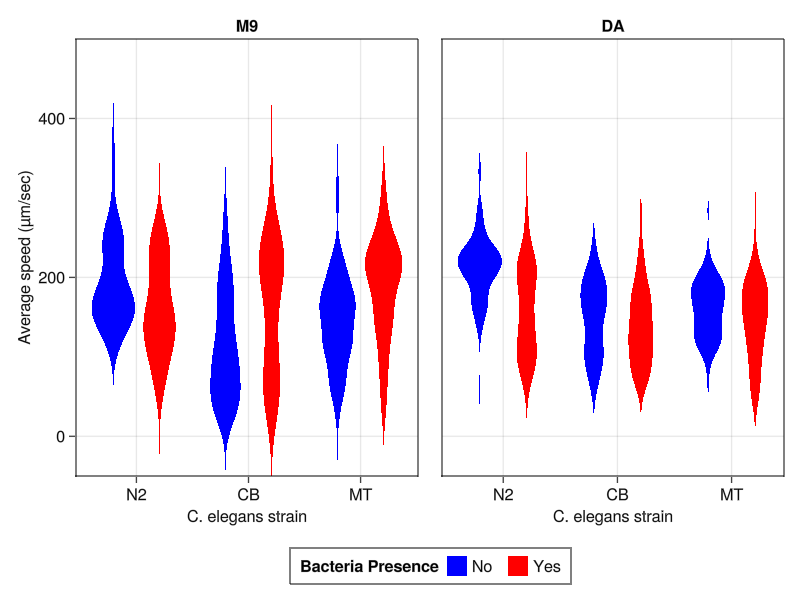 M9
DA
Average speed (µm/sec)
400
200
0
N2 CB MT
N2 CB MT
C. elegans strain
C. elegans strain
Bacteria Presence No Yes